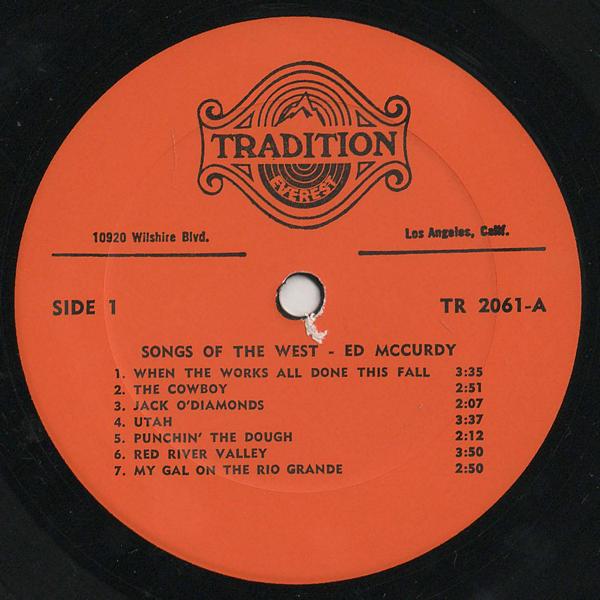 TRADITION
EVEREST
10920 Wilshire Blvd.
Los Angeles, Calif.
SIDE 1
TR 2061-A
SONGS OF THE WEST - ED MCCURDY
1. WHEN THE WORKS ALL DONE THIS FALL 3:35
2. THE COWBOY 2:51
3. JACK O'DIAMONDS 2:07
4. UTAH 3:37
5. PUNCHIN' THE DOUGH 2:12
6. RED RIVER VALLEY 3:50
7. MY GAL ON THE RIO GRANDE 2:50